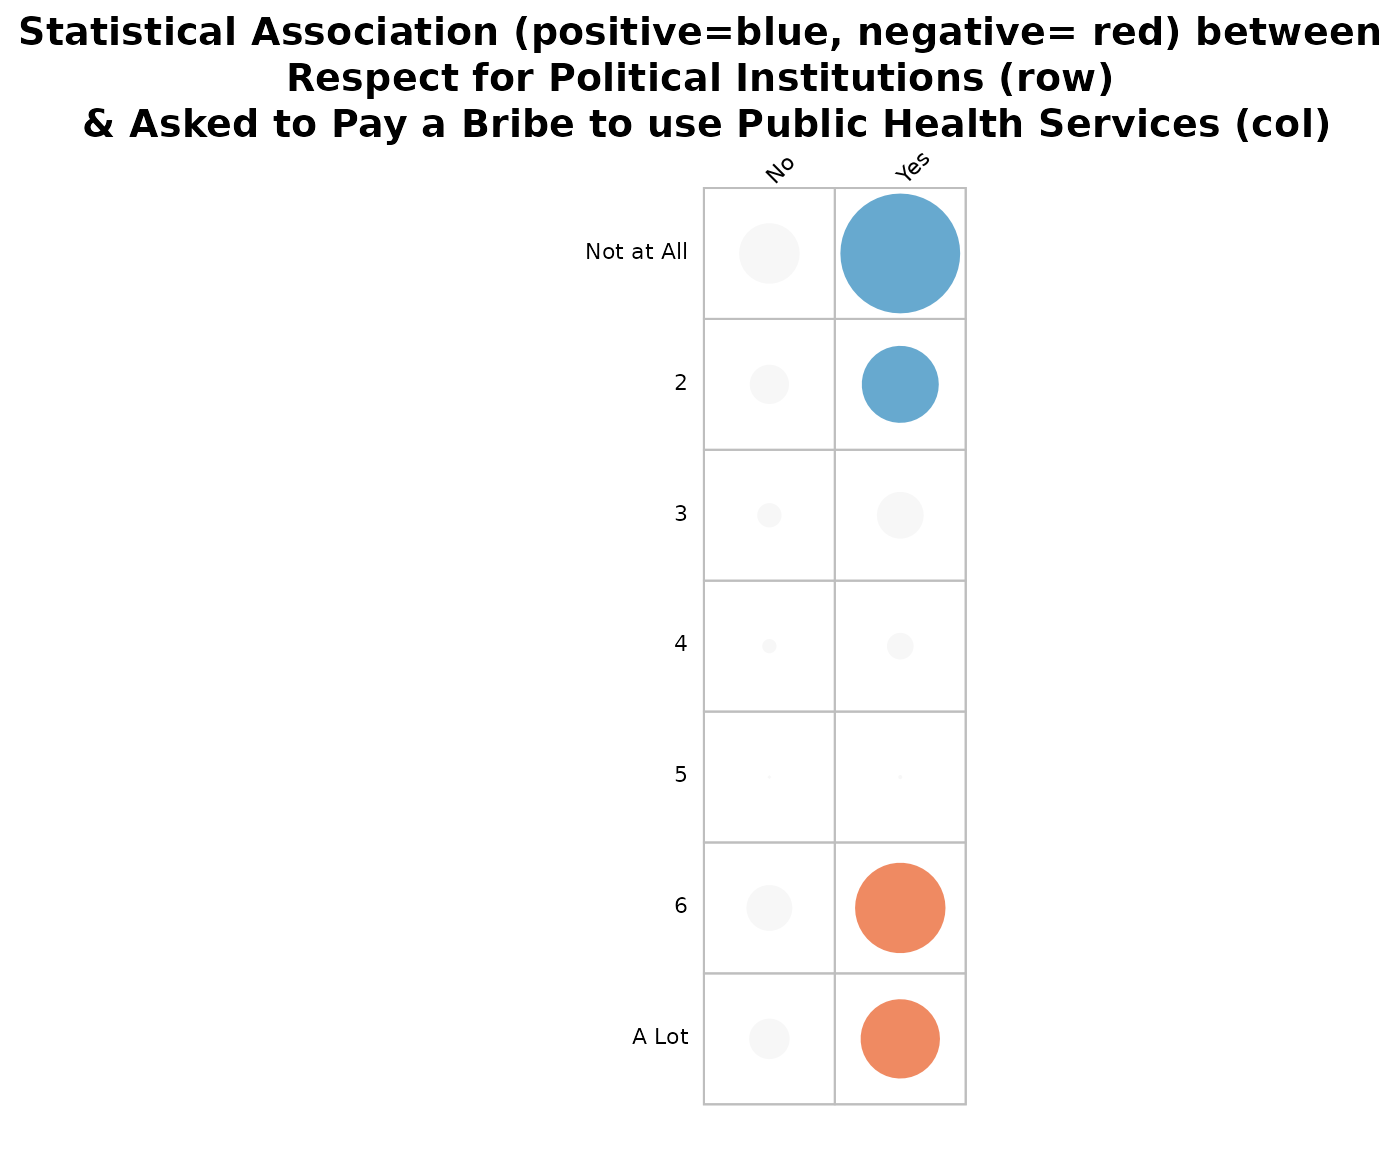 Statistical Association (positive=blue, negative= red) between
Respect for Political Institutions (row)
& Asked to Pay a Bribe to use Public Health Services (col)
No Yes
Not at All
2
3
4
5
6
A Lot